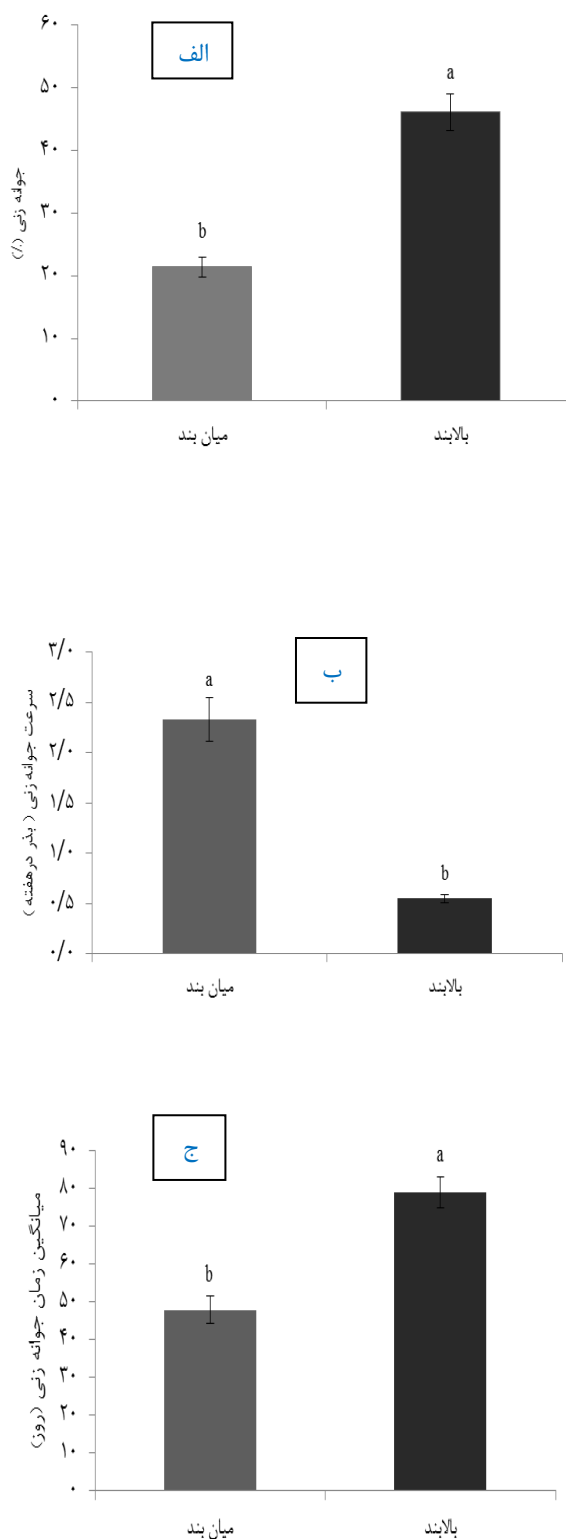 الف
جوانه زنی (٪)
۶۰
۵۰
۴۰
۳۰
۲۰
۱۰
۰
b
a
میان بند
بالابند
ب
سرعت جوانه زنی ( بذر درهفته )
۳/۰
۲/۵
۲/۰
۱/۵
۱/۰
۰/۵
۰/۰
a
b
میان بند
بالابند
ج
میانگین زمان جوانه زنی (روز)
۹۰
۸۰
۷۰
۶۰
۵۰
۴۰
۳۰
۲۰
۱۰
۰
b
a
میان بند
بالابند